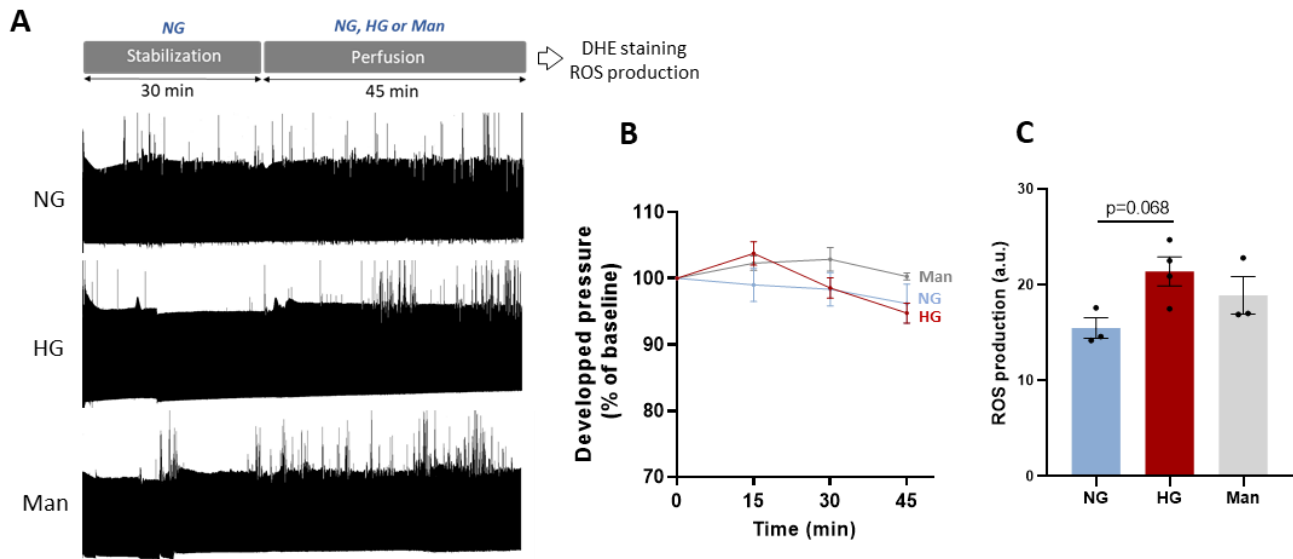 A
NG
NG, HG or Man
Stabilization
Perfusion
DHE staining
ROS production
30 min
45 min
NG
HG
Man
B
Developped pressure
(% of baseline)
110
100
90
80
70
0
15
30
45
Time (min)
Man
NG
HG
C
ROS production (a.u.)
30
20
10
0
p=0.068
NG
HG
Man